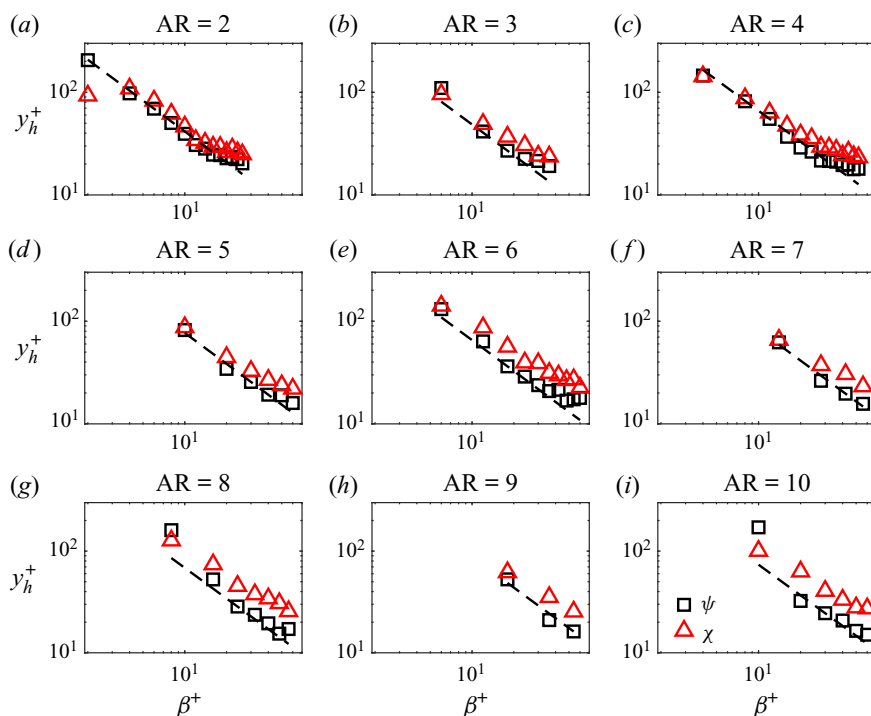 (a) AR = 2
(b) AR = 3
(c) AR = 4
y_h^+
10^2
10^1
10^1
10^2
10^1
10^1
10^2
10^1
10^1
(d) AR = 5
(e) AR = 6
(f) AR = 7
y_h^+
10^2
10^1
10^1
10^2
10^1
10^1
10^2
10^1
10^1
(g) AR = 8
(h) AR = 9
(i) AR = 10
y_h^+
10^2
10^1
10^1
10^2
10^1
10^1
10^2
10^1
10^1
ψ
χ
β^+
β^+
β^+